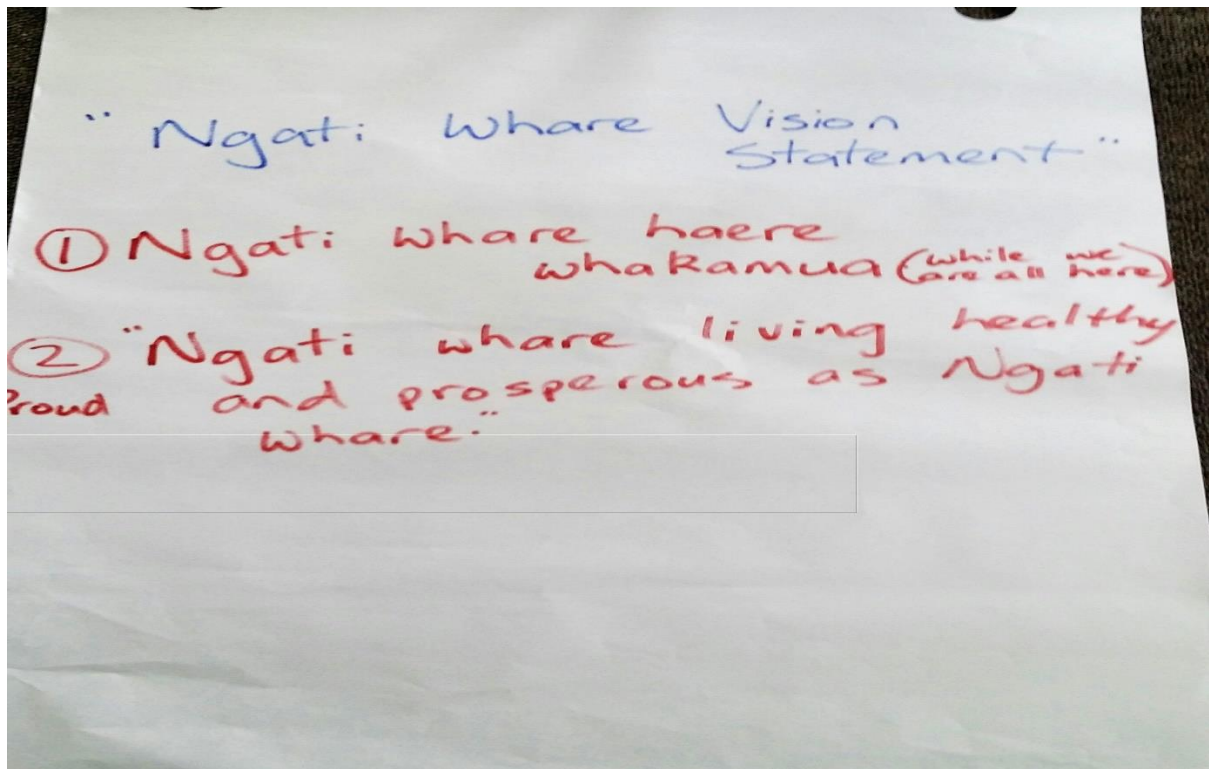 "Ngati Whare Vision
Statement"
① Ngati whare haere
whakamua (while we
are all here)
② "Ngati whare living healthy
Proud and prosperous as Ngati
whare."